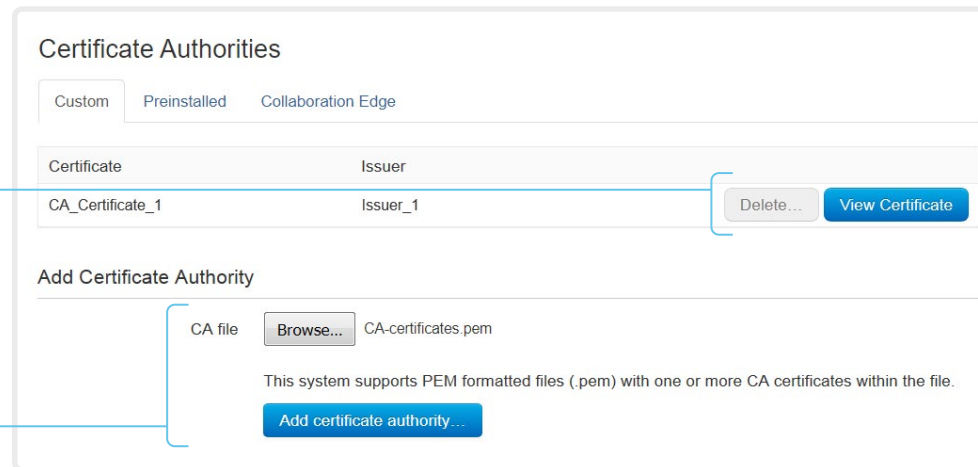 Certificate Authorities
Custom Preinstalled Collaboration Edge
Certificate Issuer
CA_Certificate_1 Issuer_1 Delete... View Certificate
Add Certificate Authority
CA file Browse... CA-certificates.pem
This system supports PEM formatted files (.pem) with one or more CA certificates within the file.
Add certificate authority...